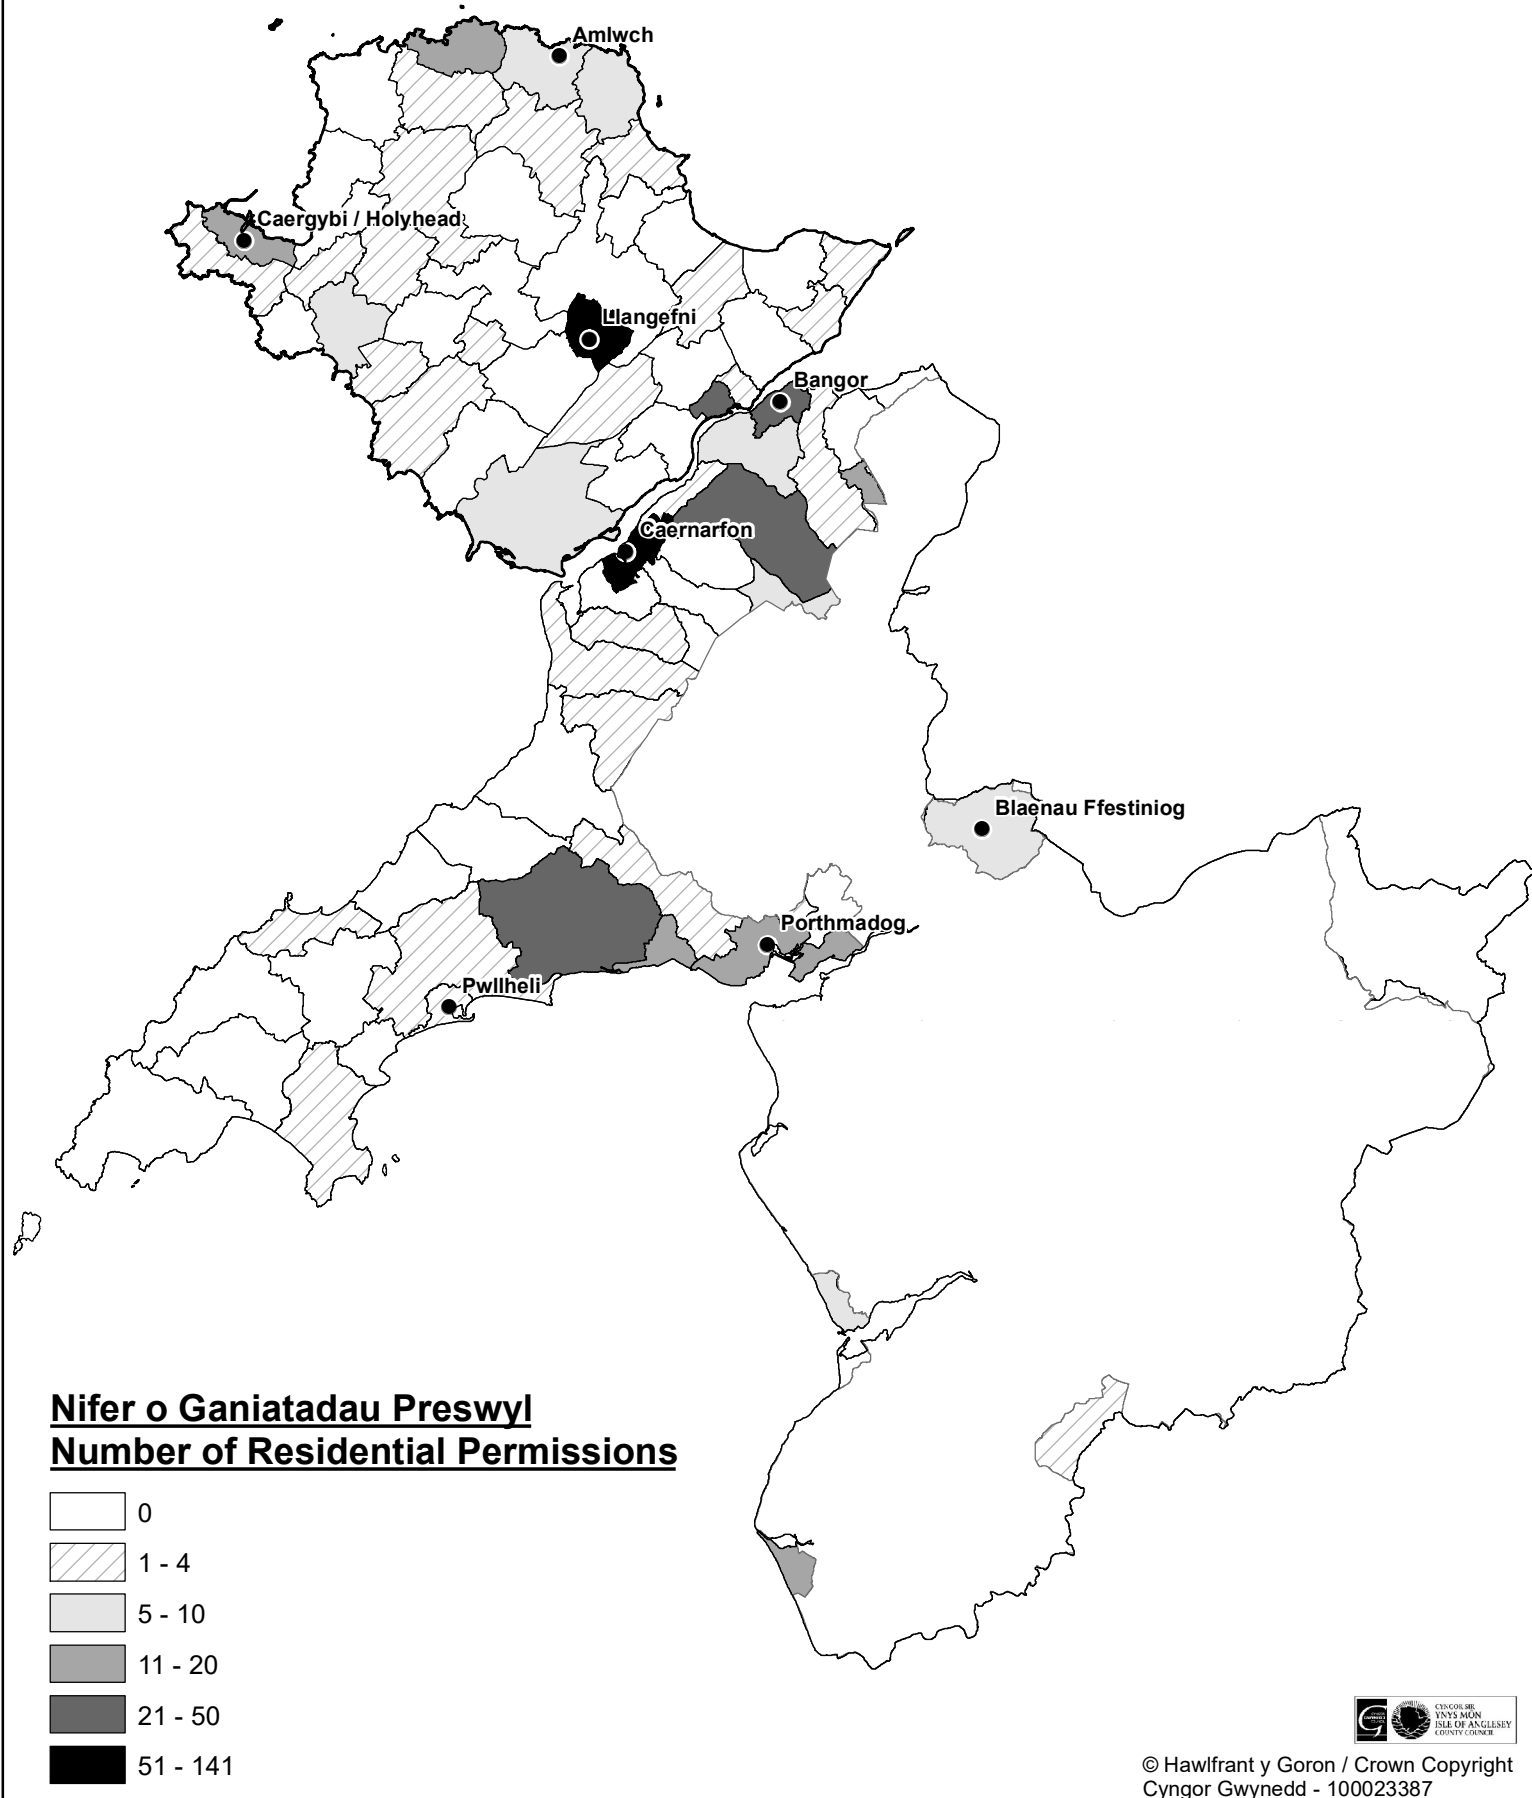 Amlwch
Caergybi / Holyhead
Llangefni
Bangor
Caernarfon
Blaenau Ffestiniog
Porthmadog
Pwllheli
Nifer o Ganiatadau Preswyl
Number of Residential Permissions
0
1 - 4
5 - 10
11 - 20
21 - 50
51 - 141
CYNGOR SIR
YNYS MÔN
ISLE OF ANGLESEY
COUNTY COUNCIL
© Hawlfrant y Goron / Crown Copyright
Cyngor Gwynedd - 100023387